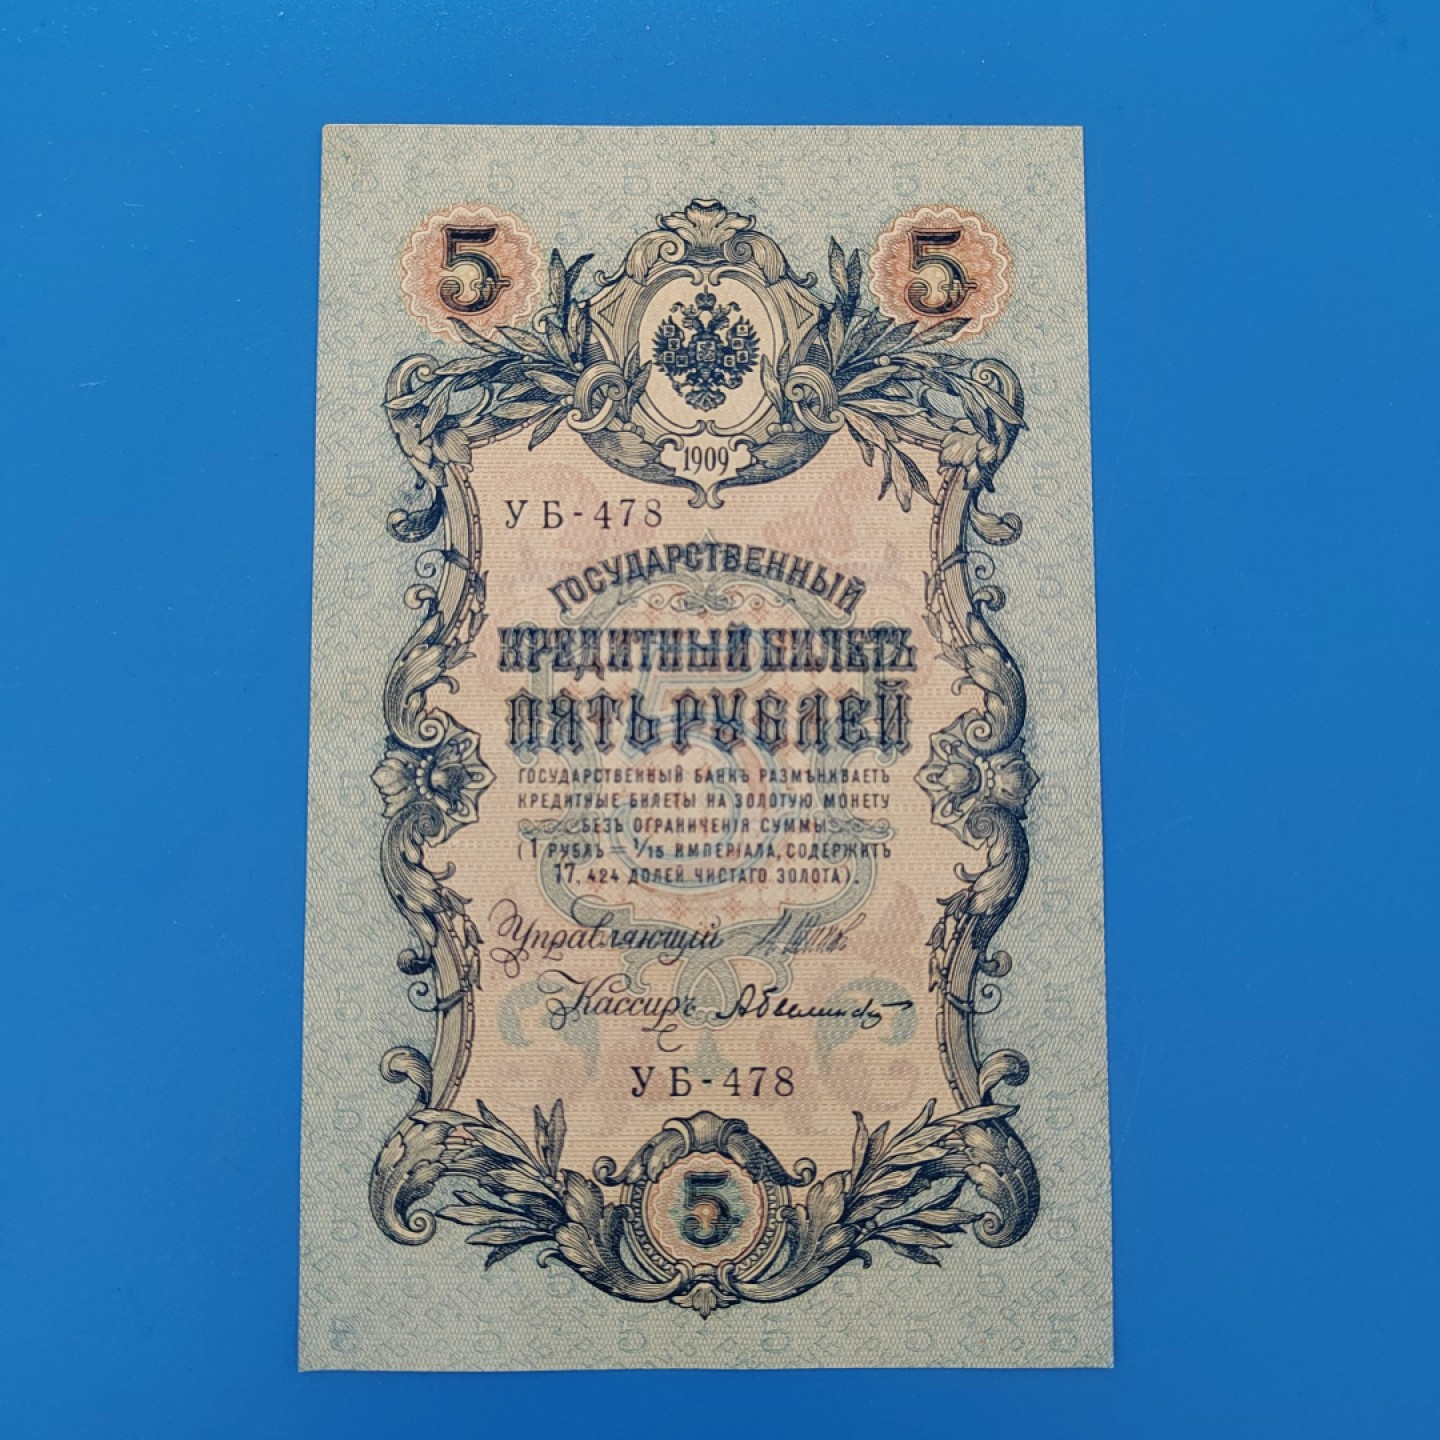 5 5
1909
УБ-478
ГОСУДАРСТВЕННЫЙ
КРЕДИТНЫЙ БИЛЕТЪ
ПЯТЬ РУБЛЕЙ
ГОСУДАРСТВЕННЫЙ БАНКЪ РАЗМѢНИВАЕТЪ
КРЕДИТНЫЕ БИЛЕТЫ НА ЗОЛОТУЮ МОНЕТУ
БЕЗЪ ОГРАНИЧЕНІЯ СУММЫ
(1 РУБЛЬ = 1/15 ИМПЕРІАЛА, СОДЕРЖИТЪ
17,424 ДОЛЕЙ ЧИСТАГО ЗОЛОТА).
Управляющій
Кассиръ
УБ-478
5